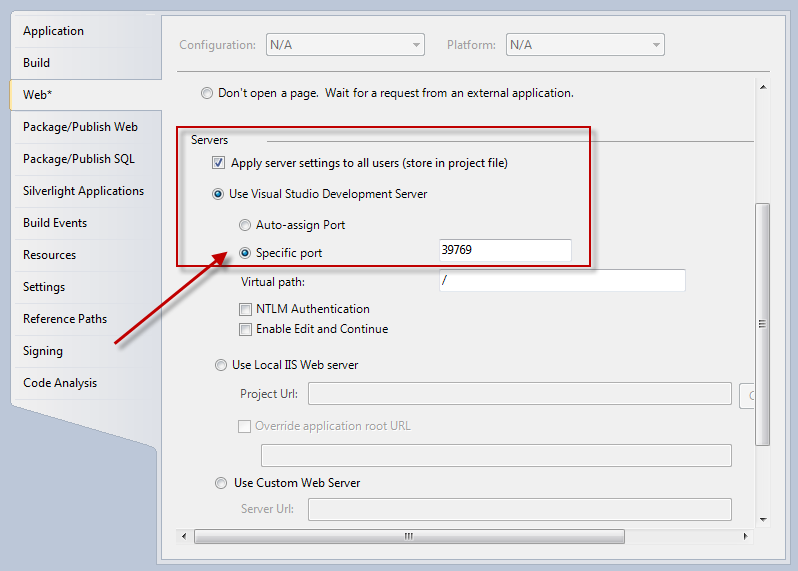 Application
Build
Web*
Package/Publish Web
Package/Publish SQL
Silverlight Applications
Build Events
Resources
Settings
Reference Paths
Signing
Code Analysis
Configuration: N/A Platform: N/A
Don't open a page. Wait for a request from an external application.
Servers
Apply server settings to all users (store in project file)
Use Visual Studio Development Server
Auto-assign Port
Specific port 39769
Virtual path: /
NTLM Authentication
Enable Edit and Continue
Use Local IIS Web server
Project Url:
Override application root URL
Use Custom Web Server
Server Url: